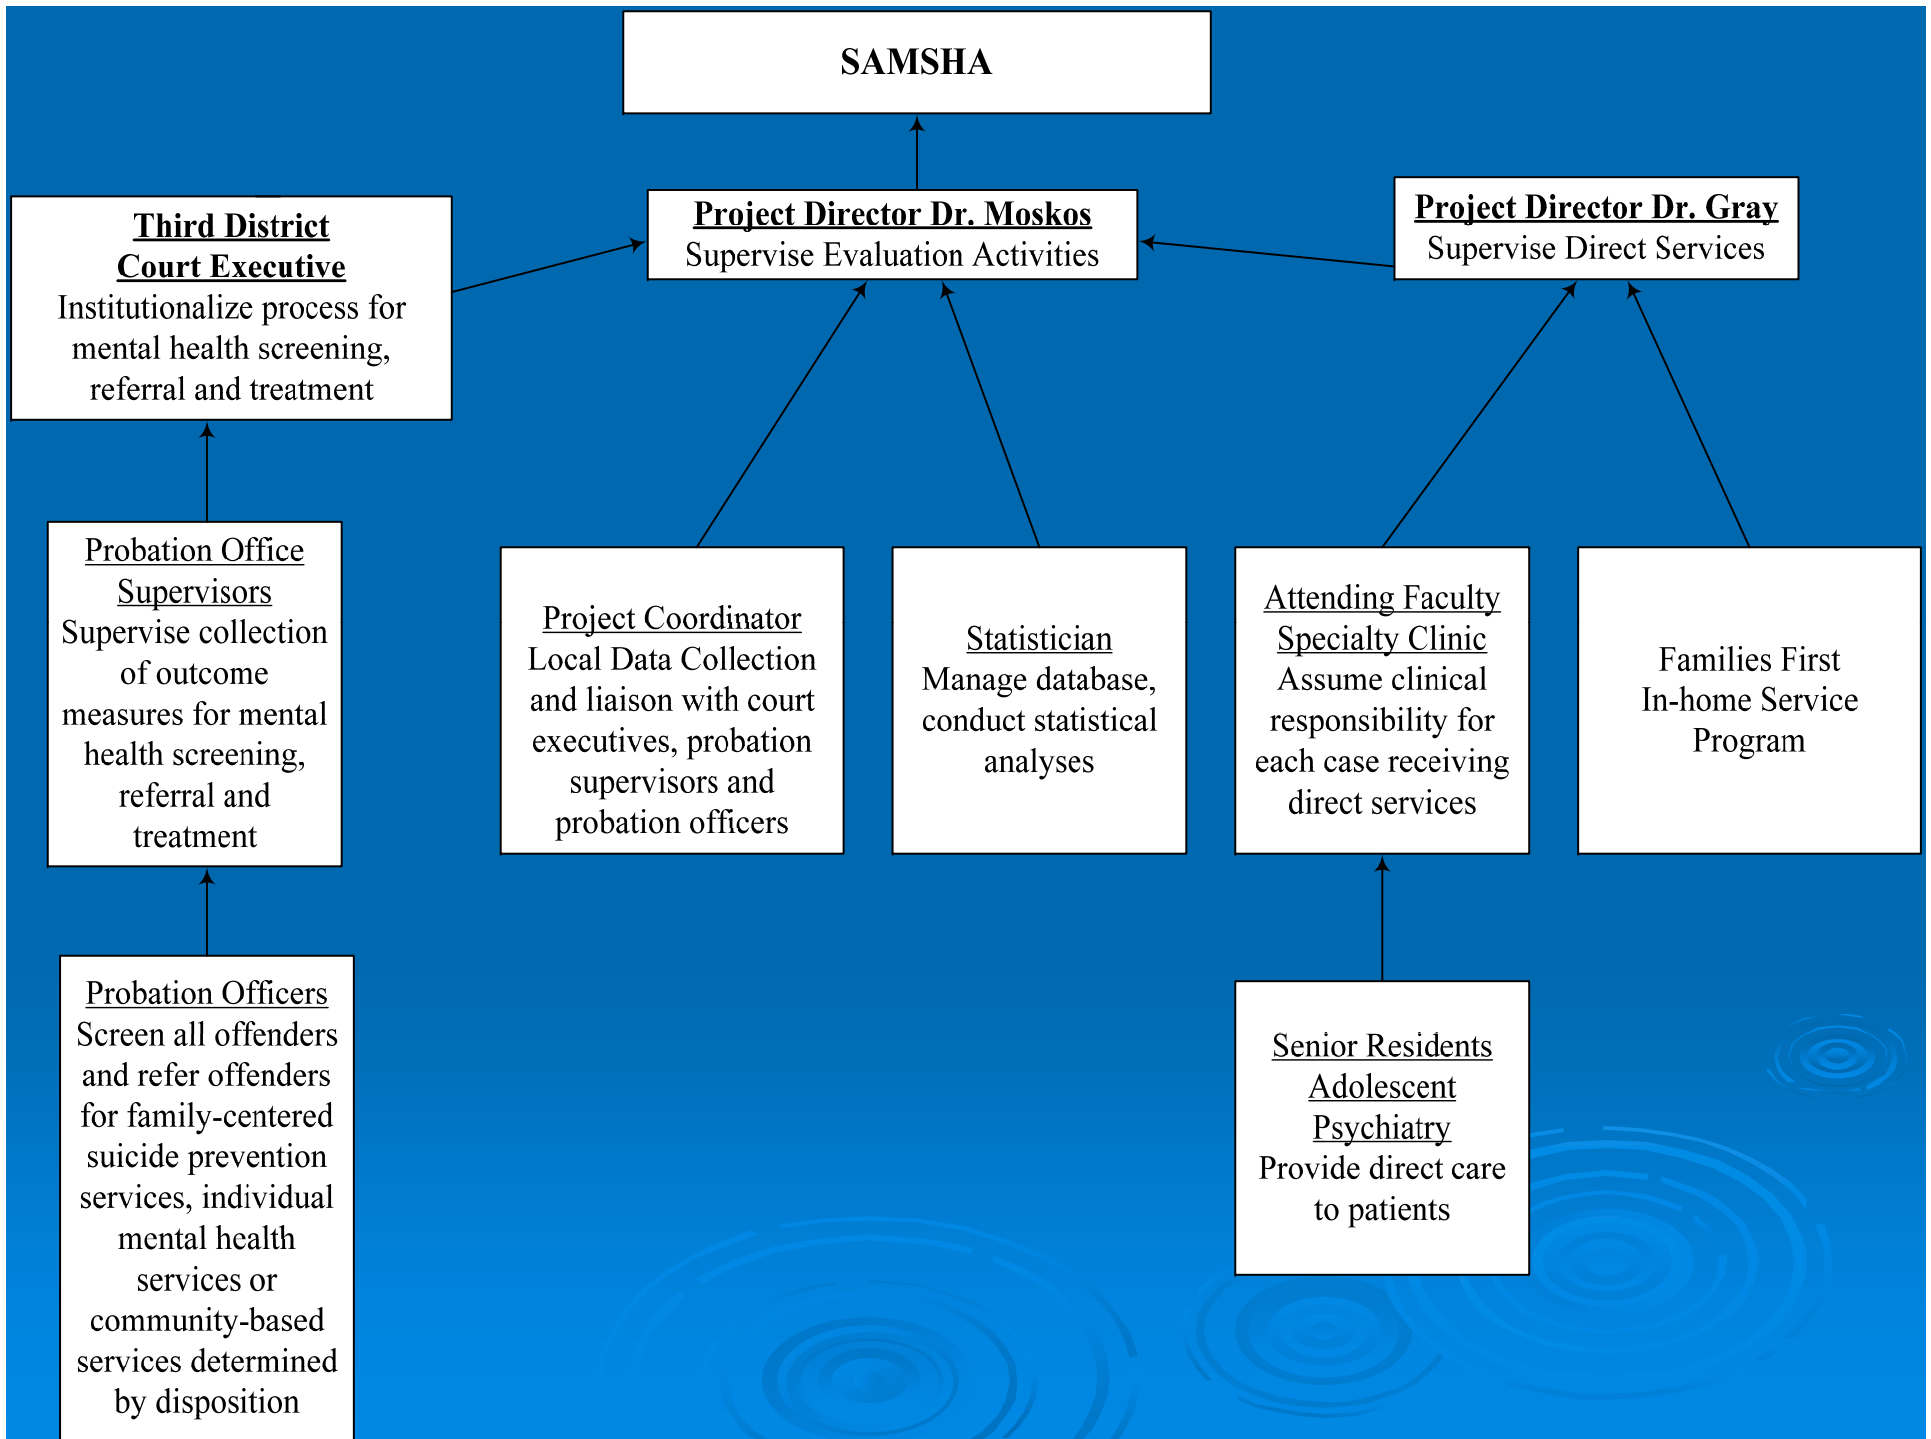 SAMSHA
Third District
Court Executive
Institutionalize process for
mental health screening,
referral and treatment
Project Director Dr. Moskos
Supervise Evaluation Activities
Project Director Dr. Gray
Supervise Direct Services
Probation Office
Supervisors
Supervise collection
of outcome
measures for mental
health screening,
referral and
treatment
Project Coordinator
Local Data Collection
and liaison with court
executives, probation
supervisors and
probation officers
Statistician
Manage database,
conduct statistical
analyses
Attending Faculty
Specialty Clinic
Assume clinical
responsibility for
each case receiving
direct services
Families First
In-home Service
Program
Probation Officers
Screen all offenders
and refer offenders
for family-centered
suicide prevention
services, individual
mental health
services or
community-based
services determined
by disposition
Senior Residents
Adolescent
Psychiatry
Provide direct care
to patients